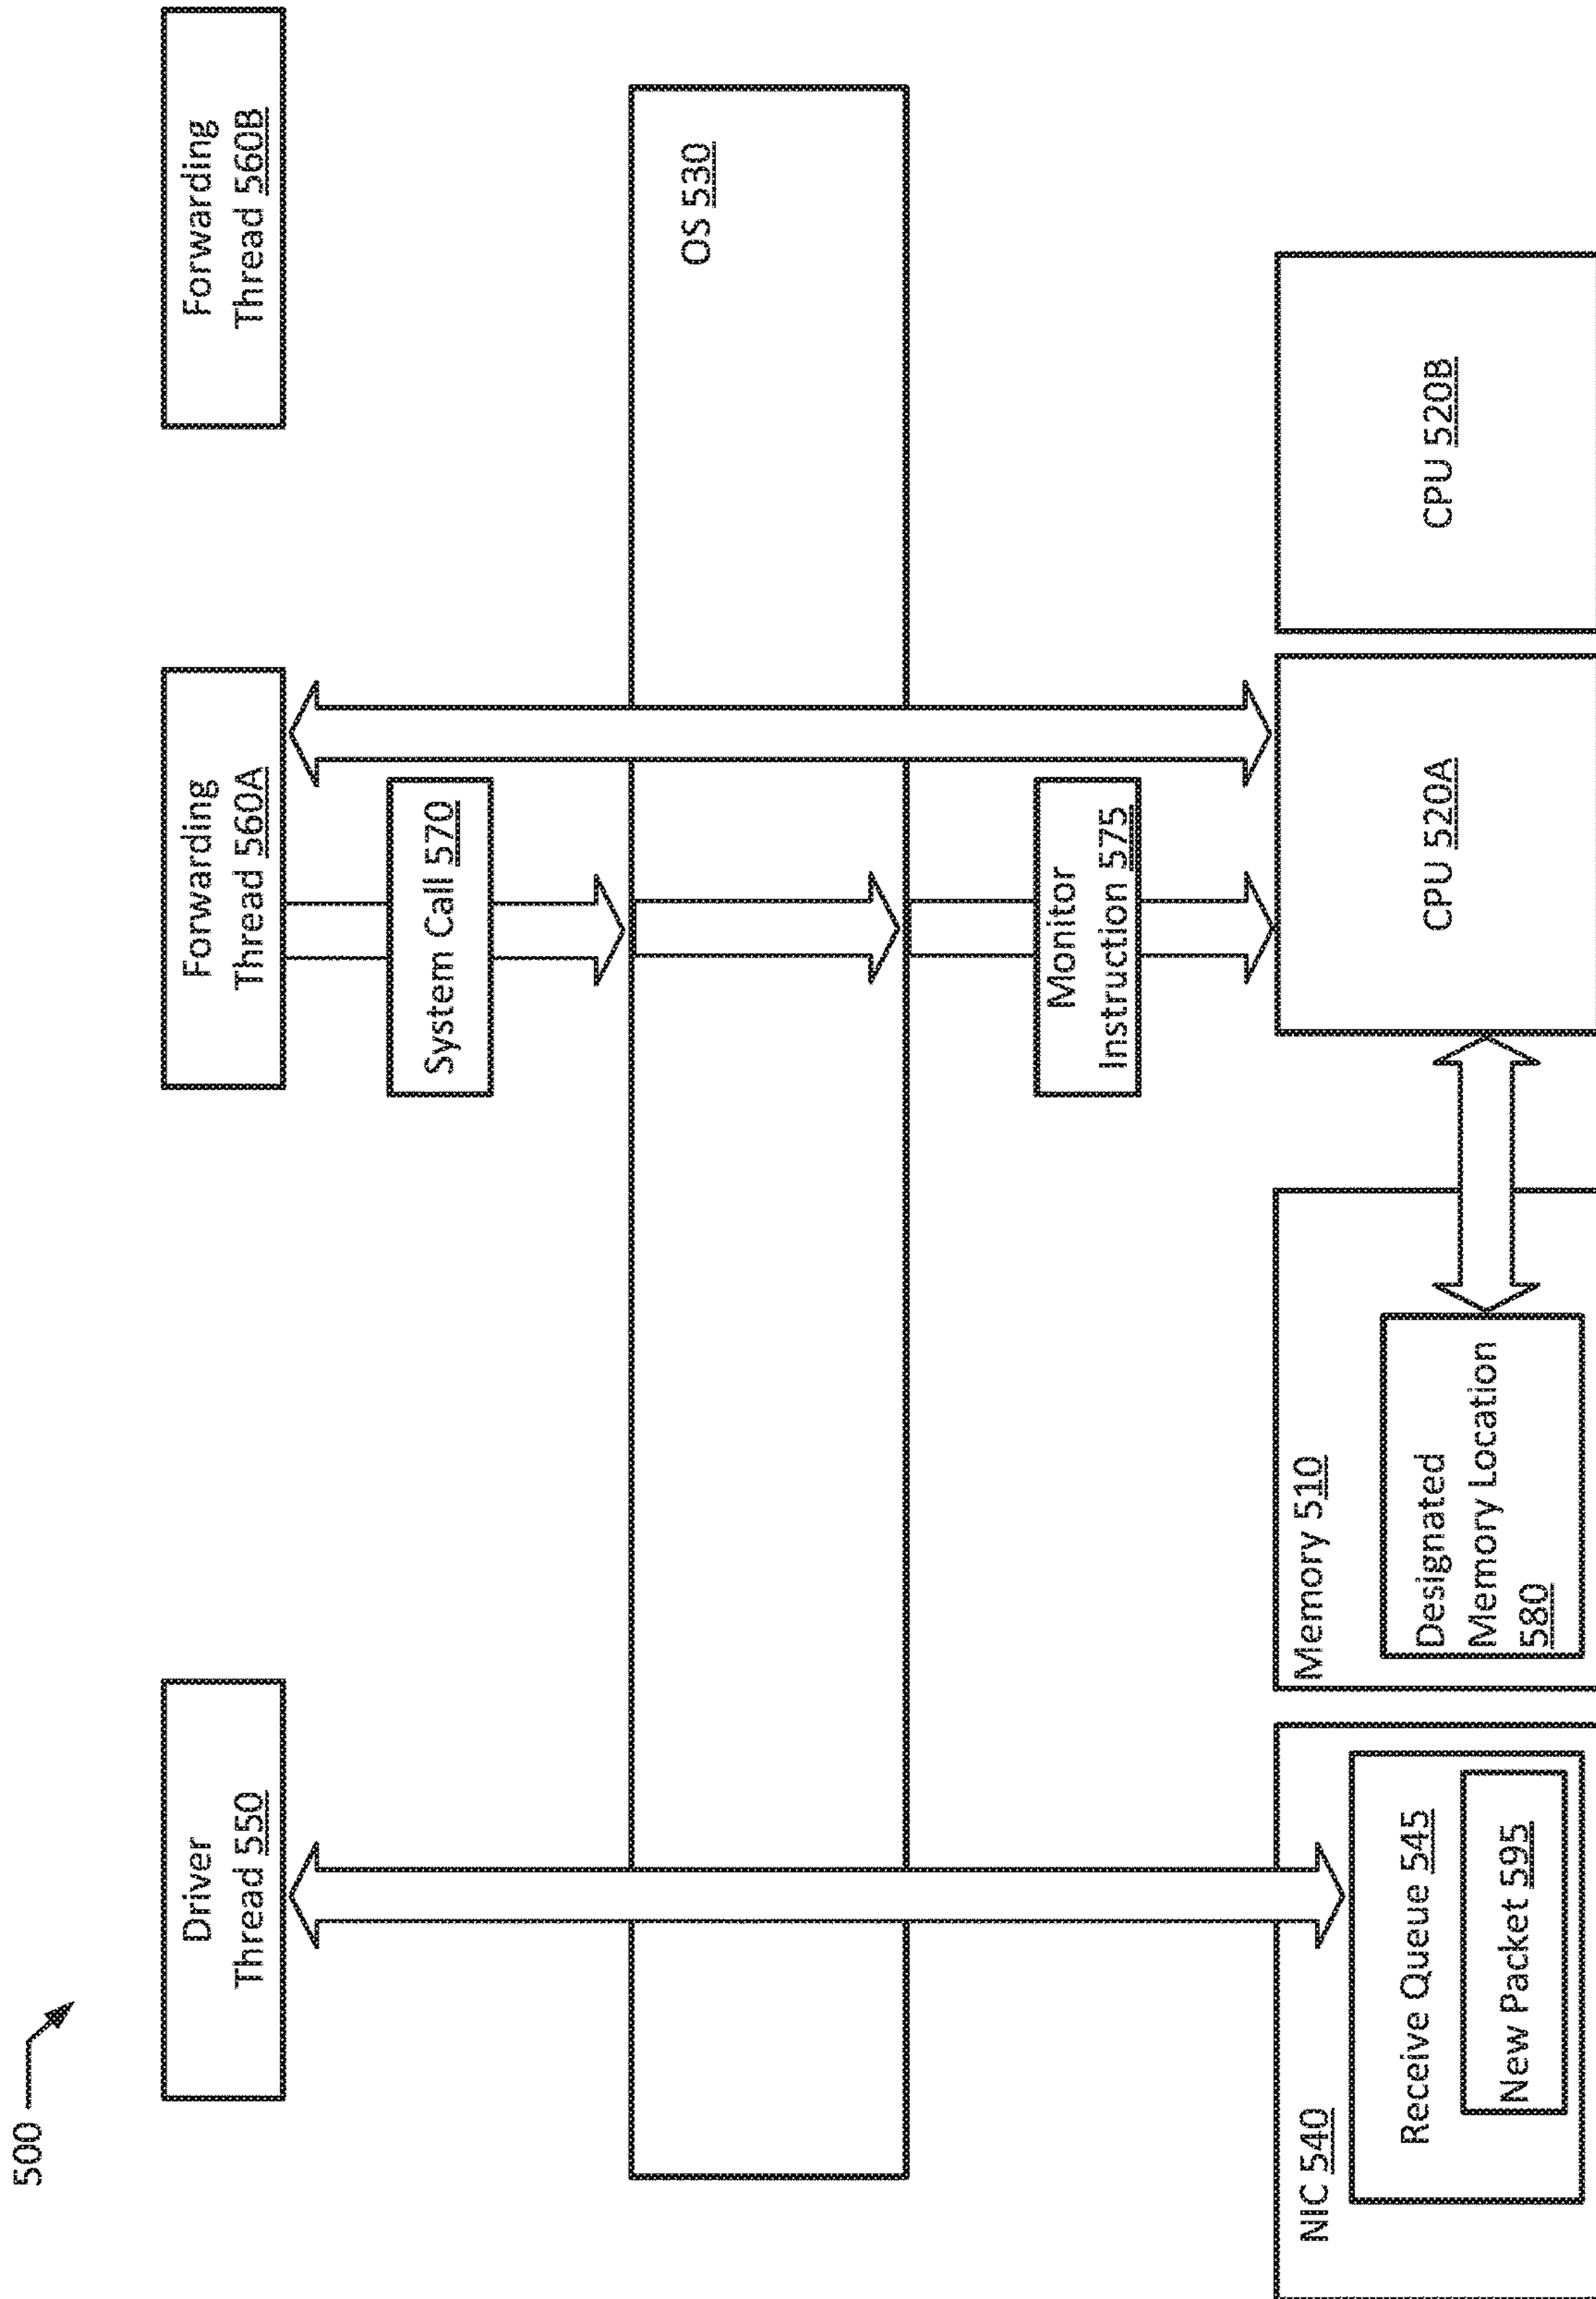 500
Driver
Thread 550
Forwarding
Thread 560A
Forwarding
Thread 560B
System Call 570
OS 530
Monitor
Instruction 575
NIC 540
Receive Queue 545
New Packet 595
Memory 510
Designated
Memory Location
580
CPU 520A
CPU 520B